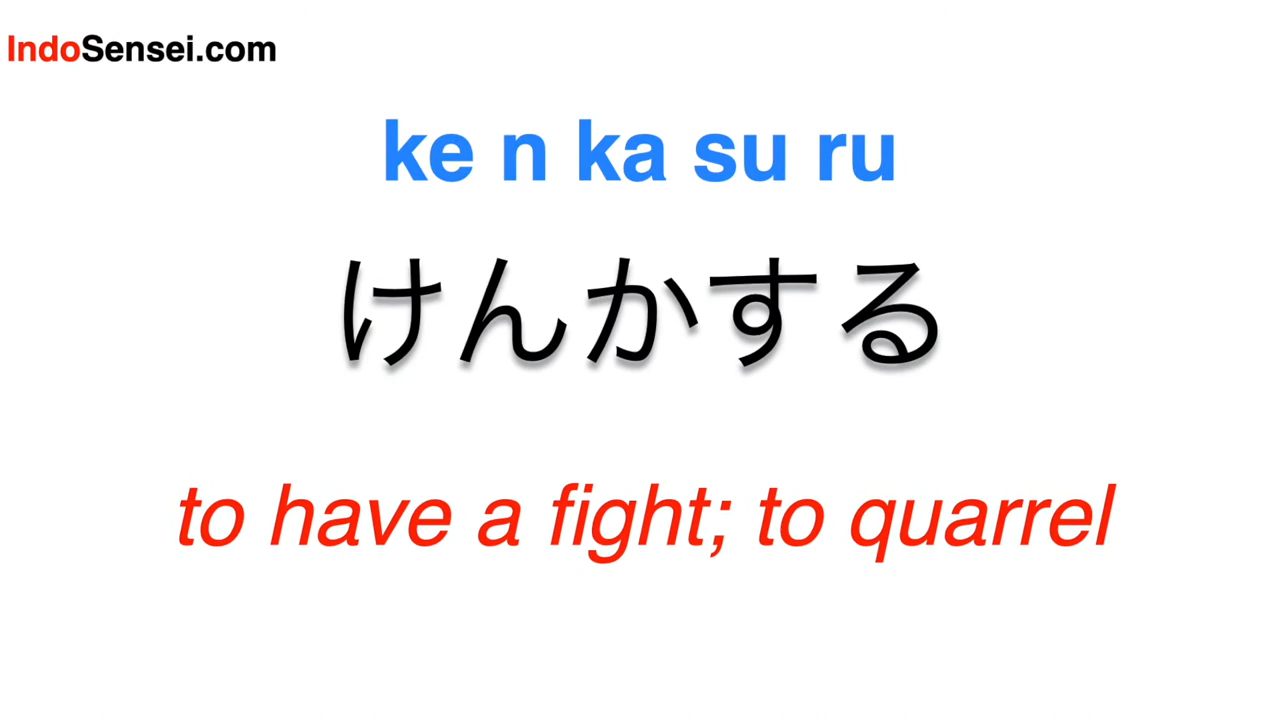 IndoSensei.com
ke n ka su ru
けんかする
to have a fight; to quarrel